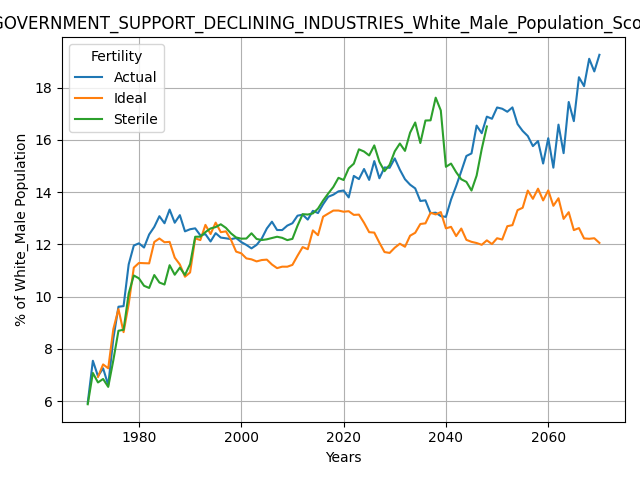 GOVERNMENT_SUPPORT_DECLINING_INDUSTRIES_White_Male_Population_Sco
Fertility
Actual
Ideal
Sterile
% of White_Male Population
18
16
14
12
10
8
6
1980 2000 2020 2040 2060
Years